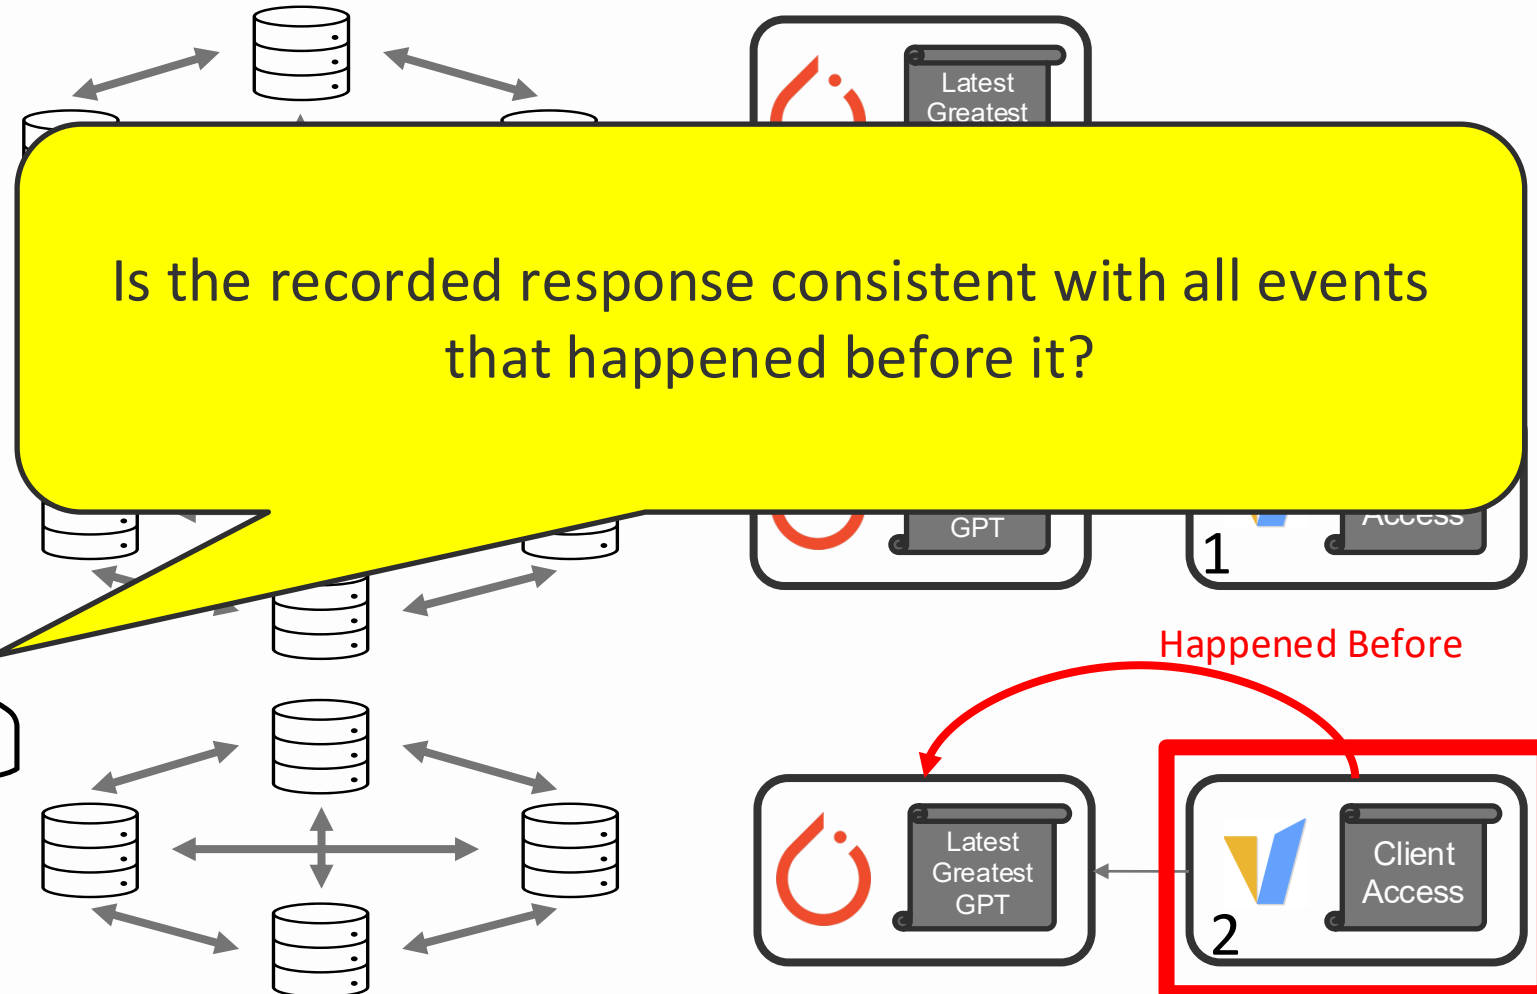 Latest
Greatest
Is the recorded response consistent with all events
that happened before it?
GPT
Access
1
Happened Before
Latest
Greatest
GPT
Client
Access
2